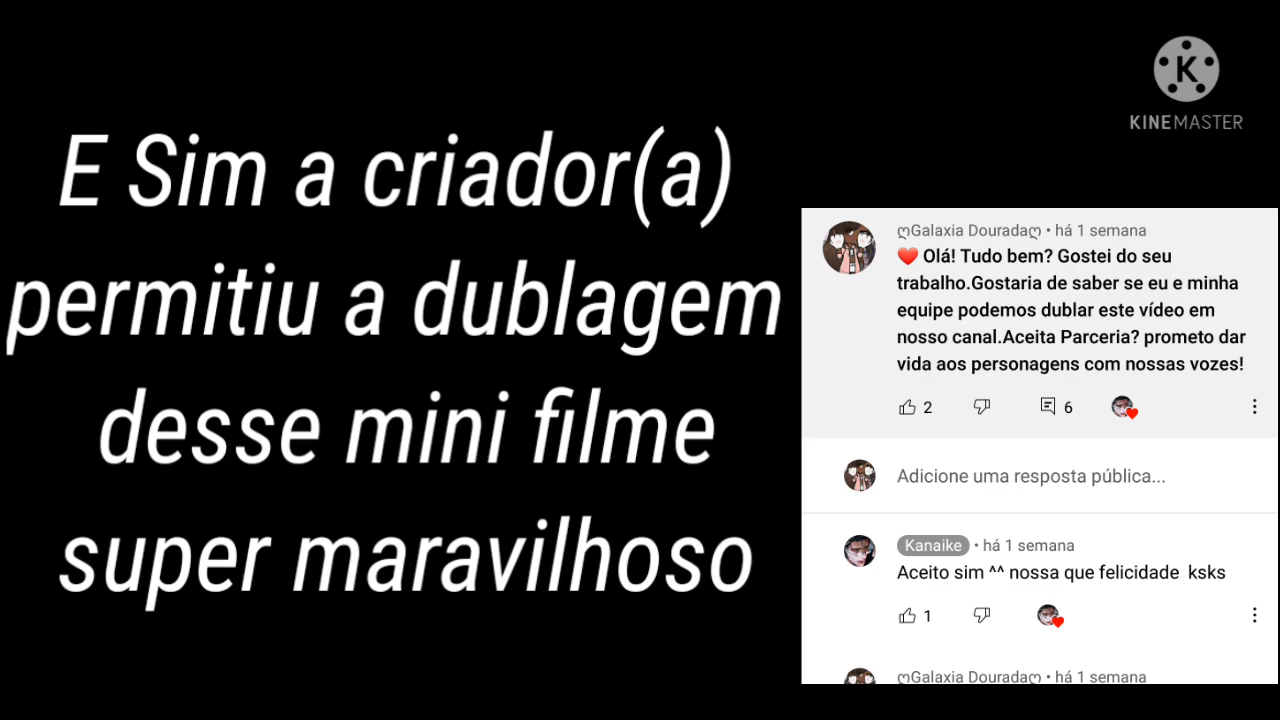 E Sim a criador(a)
permitiu a dublagem
desse mini filme
super maravilhoso
KINEMASTER
ღGalaxia Douradaღ • há 1 semana
❤️ Olá! Tudo bem? Gostei do seu
trabalho.Gostaria de saber se eu e minha
equipe podemos dublar este vídeo em
nosso canal.Aceita Parceria? prometo dar
vida aos personagens com nossas vozes!
2 6
Adicione uma resposta pública...
Kanaike • há 1 semana
Aceito sim ^^ nossa que felicidade ksks
1
ღGalaxia Douradaღ • há 1 semana